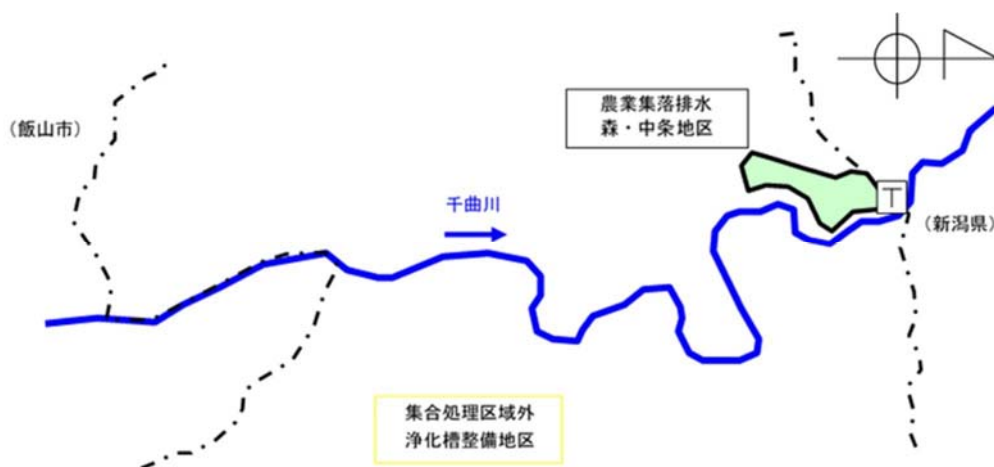 農業集落排水
森・中条地区
（飯山市）
千曲川
T
（新潟県）
集合処理区域外
浄化槽整備地区